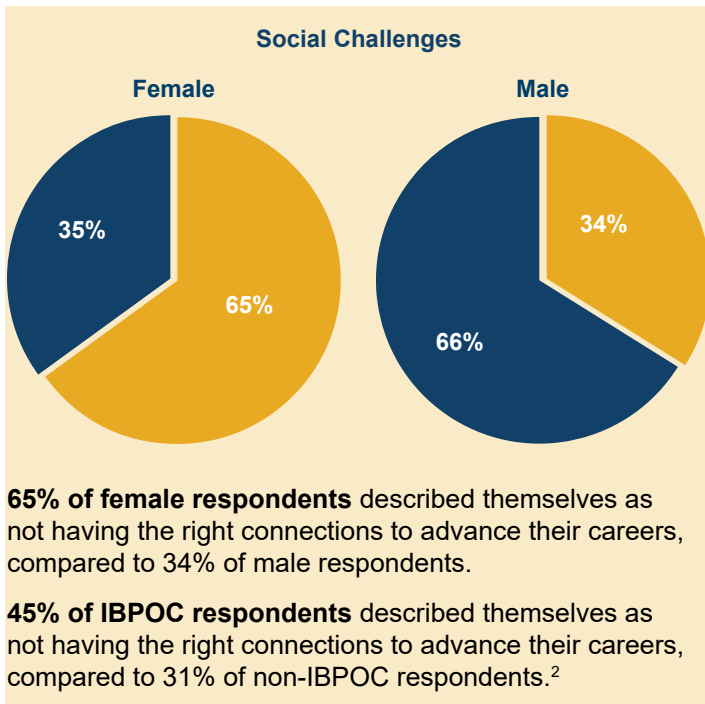 Social Challenges
Female
Male
35%
65%
34%
66%
65% of female respondents described themselves as
not having the right connections to advance their careers,
compared to 34% of male respondents.
45% of IBPOC respondents described themselves as
not having the right connections to advance their careers,
compared to 31% of non-IBPOC respondents.²